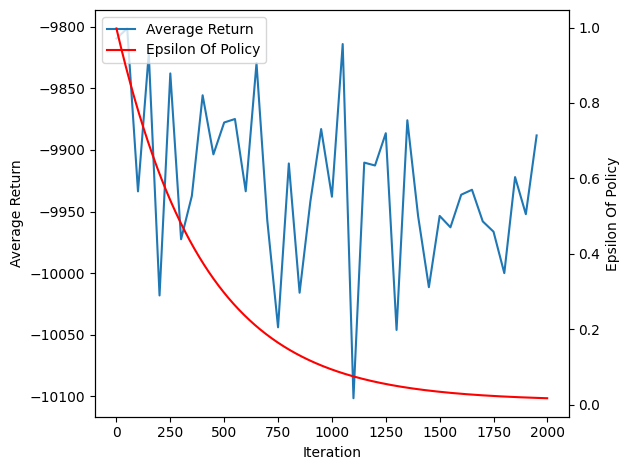 Average Return
Epsilon Of Policy
−9800
−9850
−9900
−9950
−10000
−10050
−10100
Average Return
1.0
0.8
0.6
0.4
0.2
0.0
Epsilon Of Policy
0 250 500 750 1000 1250 1500 1750 2000
Iteration